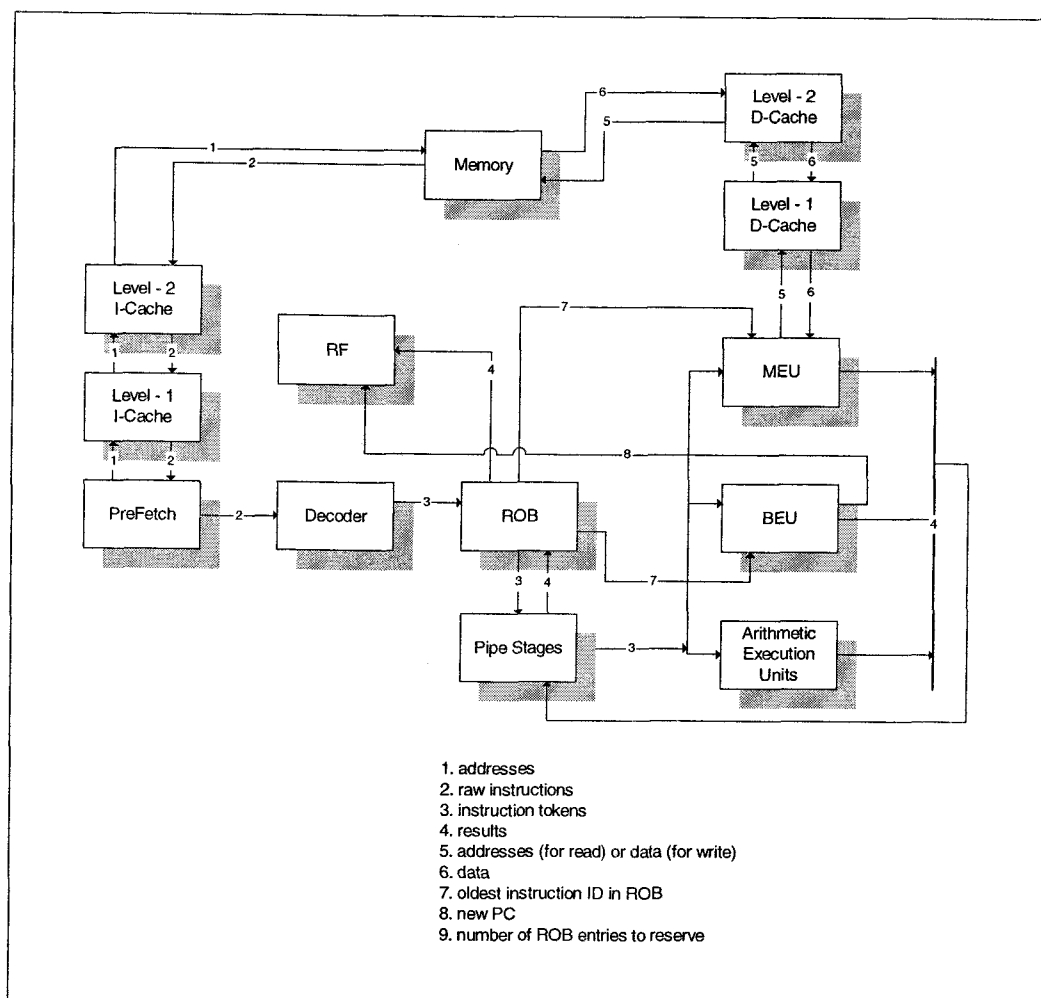 6
Level - 2
D-Cache
5
1
2
Memory
5
6
Level - 1
D-Cache
Level - 2
I-Cache
5
6
7
1
2
RF
4
MEU
Level - 1
I-Cache
1
2
8
PreFetch
2
Decoder
3
ROB
BEU
4
3
4
7
Pipe Stages
3
Arithmetic
Execution
Units
1. addresses
2. raw instructions
3. instruction tokens
4. results
5. addresses (for read) or data (for write)
6. data
7. oldest instruction ID in ROB
8. new PC
9. number of ROB entries to reserve